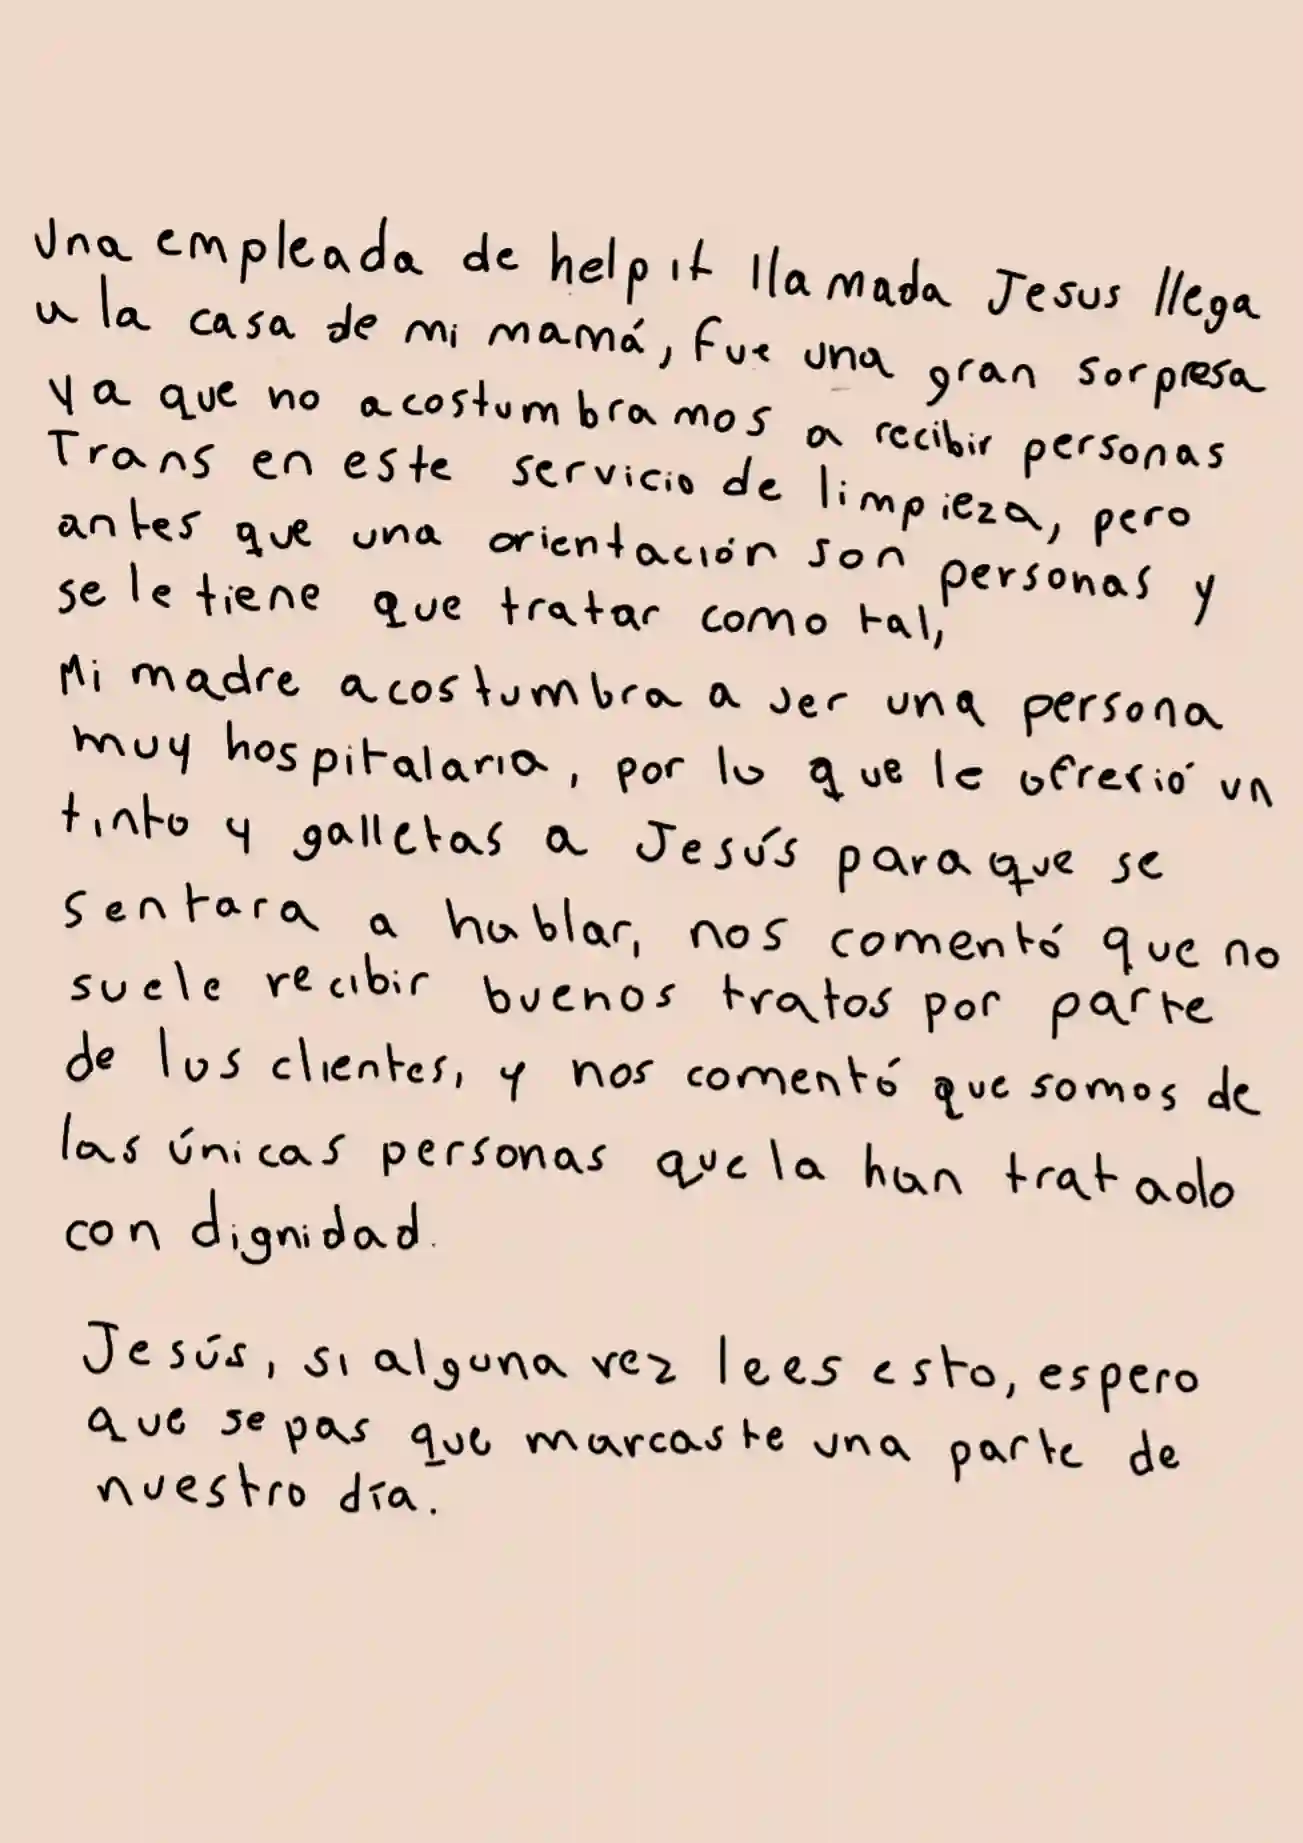 Una empleada de help it llamada Jesus llega
a la casa de mi mamá, fue una gran sorpresa
ya que no acostumbramos a recibir personas
Trans en este servicio de limpieza, pero
antes que una orientación son personas y
se le tiene que tratar como tal,
Mi madre acostumbra a ser una persona
muy hospitalaria, por lo que le ofreció un
tinto y galletas a Jesús para que se
sentara a hablar, nos comentó que no
suele recibir buenos tratos por parte
de los clientes, y nos comentó que somos de
las únicas personas que la han tratado
con dignidad.
Jesús, si alguna vez lees esto, espero
que sepas que marcaste una parte de
nuestro día.